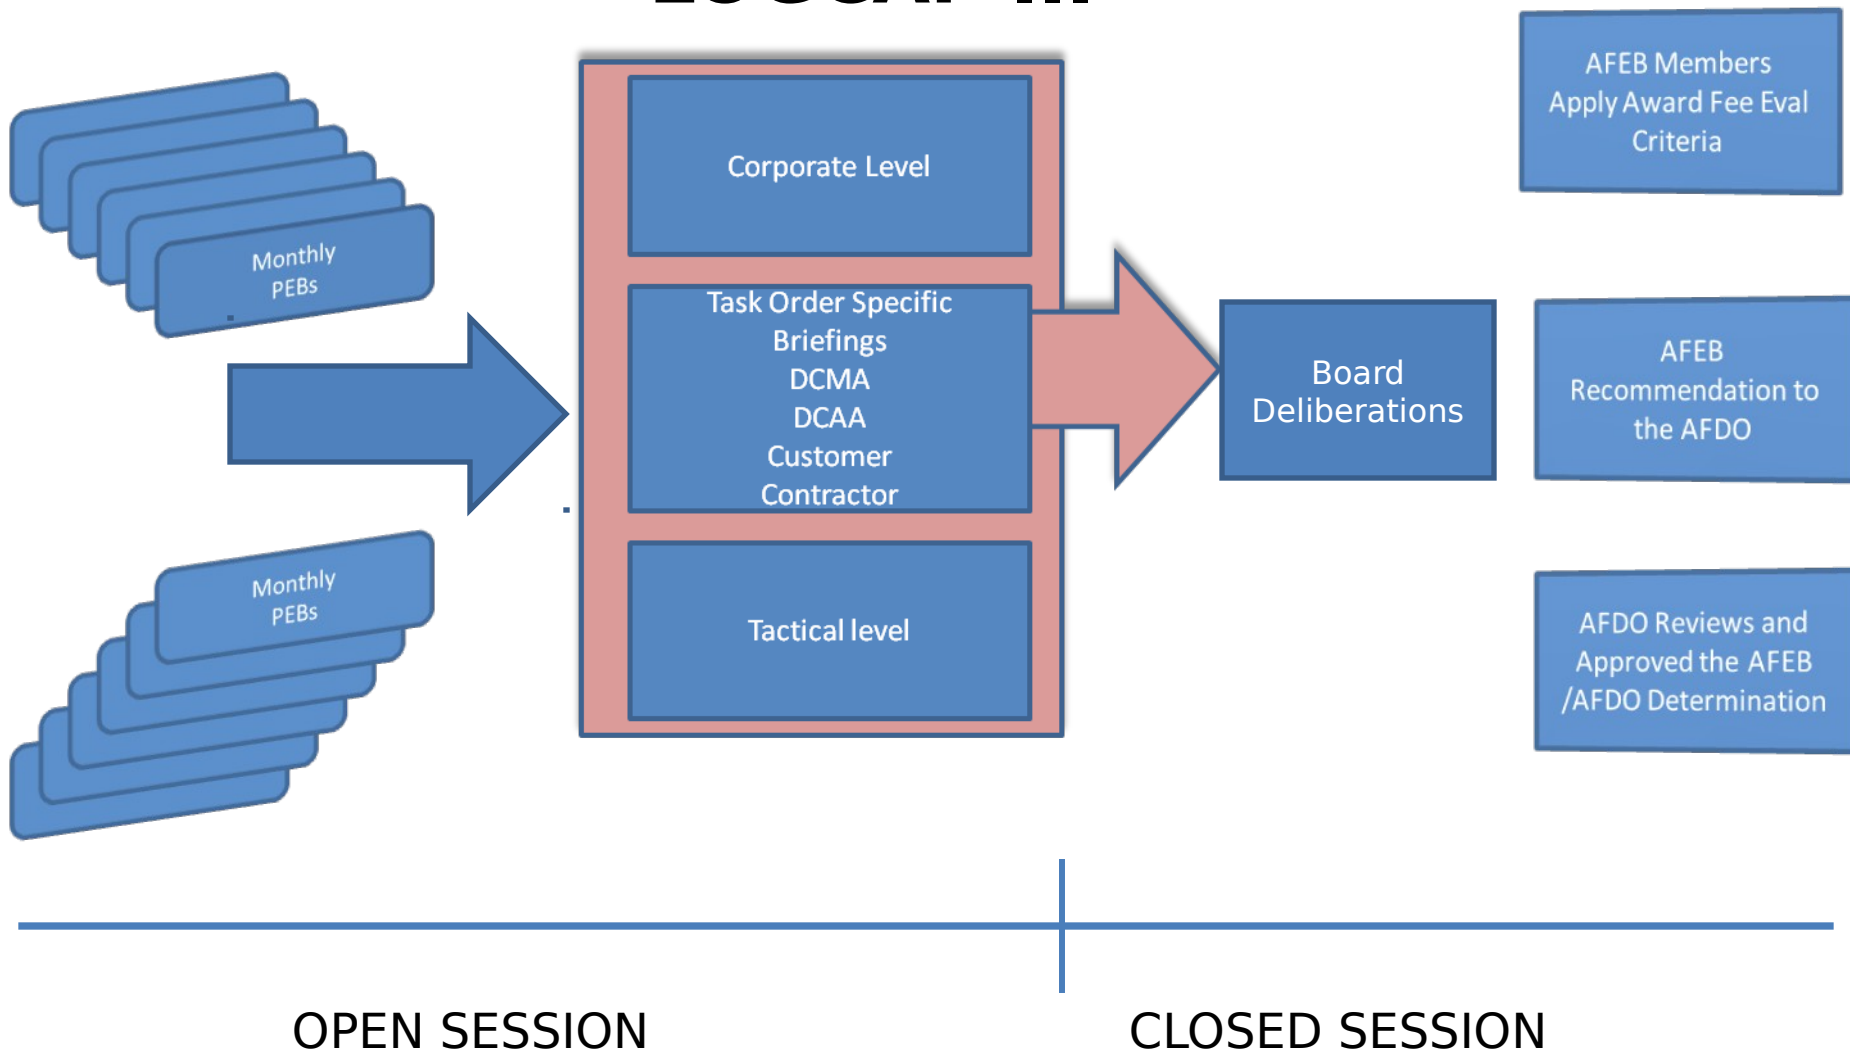 Monthly
PEBs
Monthly
PEBs
Corporate Level
Task Order Specific
Briefings
DCMA
DCAA
Customer
Contractor
Tactical level
Board
Deliberations
AFEB Members
Apply Award Fee Eval
Criteria
AFEB
Recommendation to
the AFDO
AFDO Reviews and
Approved the AFEB
/AFDO Determination
OPEN SESSION
CLOSED SESSION